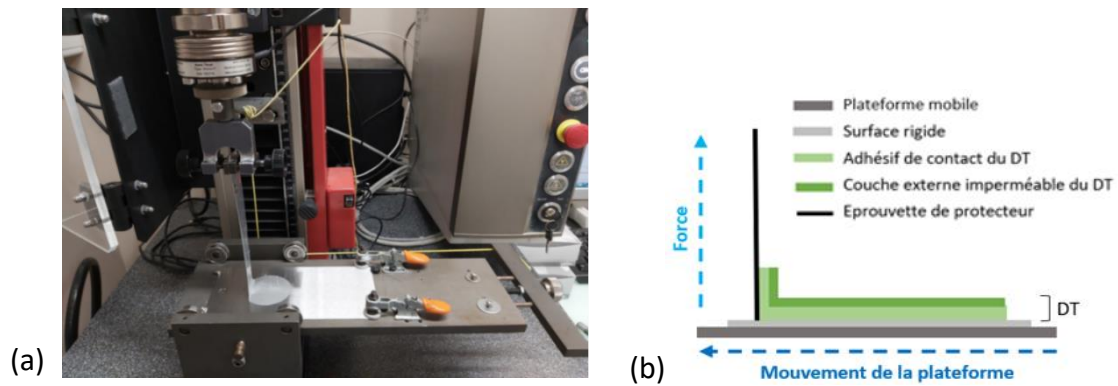 Plateforme mobile
Surface rigide
Adhésif de contact du DT
Couche externe imperméable du DT
Eprouvette de protecteur
Force
DT
(a)
(b)
Mouvement de la plateforme